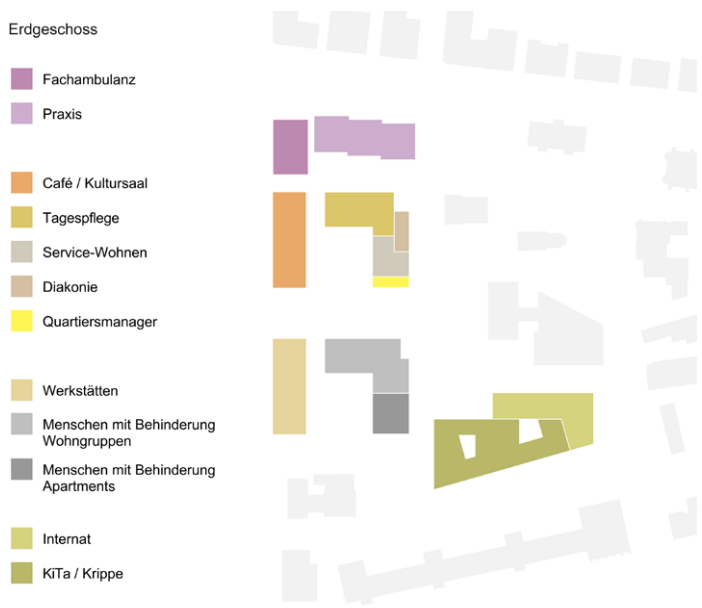 Erdgeschoss
Fachambulanz
Praxis
Café / Kultursaal
Tagespflege
Service-Wohnen
Diakonie
Quartiersmanager
Werkstätten
Menschen mit Behinderung
Wohngruppen
Menschen mit Behinderung
Apartments
Internat
KiTa / Krippe